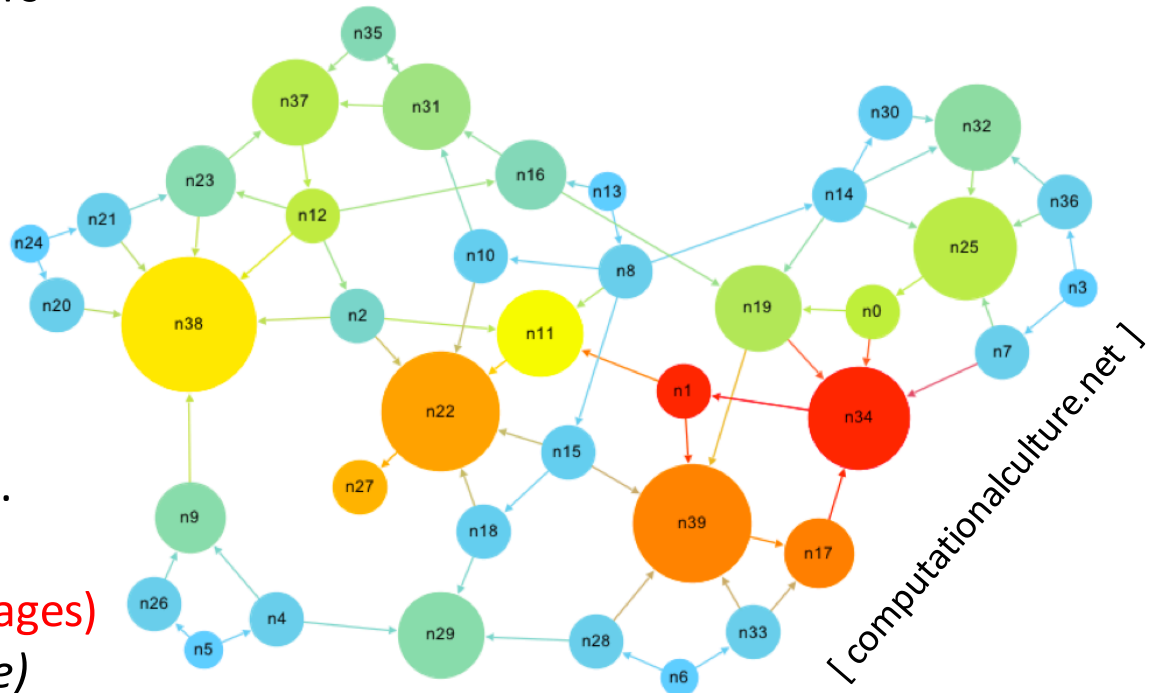 n35
n37
n31
n30
n32
n23
n16
n13
n14
n36
n21
n12
n24
n10
n8
n25
n3
n20
n38
n2
n11
n19
n0
n7
n1
n22
n34
n15
n27
.
n9
n18
n39
n17
n26
n4
n29
n28
n33
n5
n6
ages)
e)
[ computationalculture.net ]